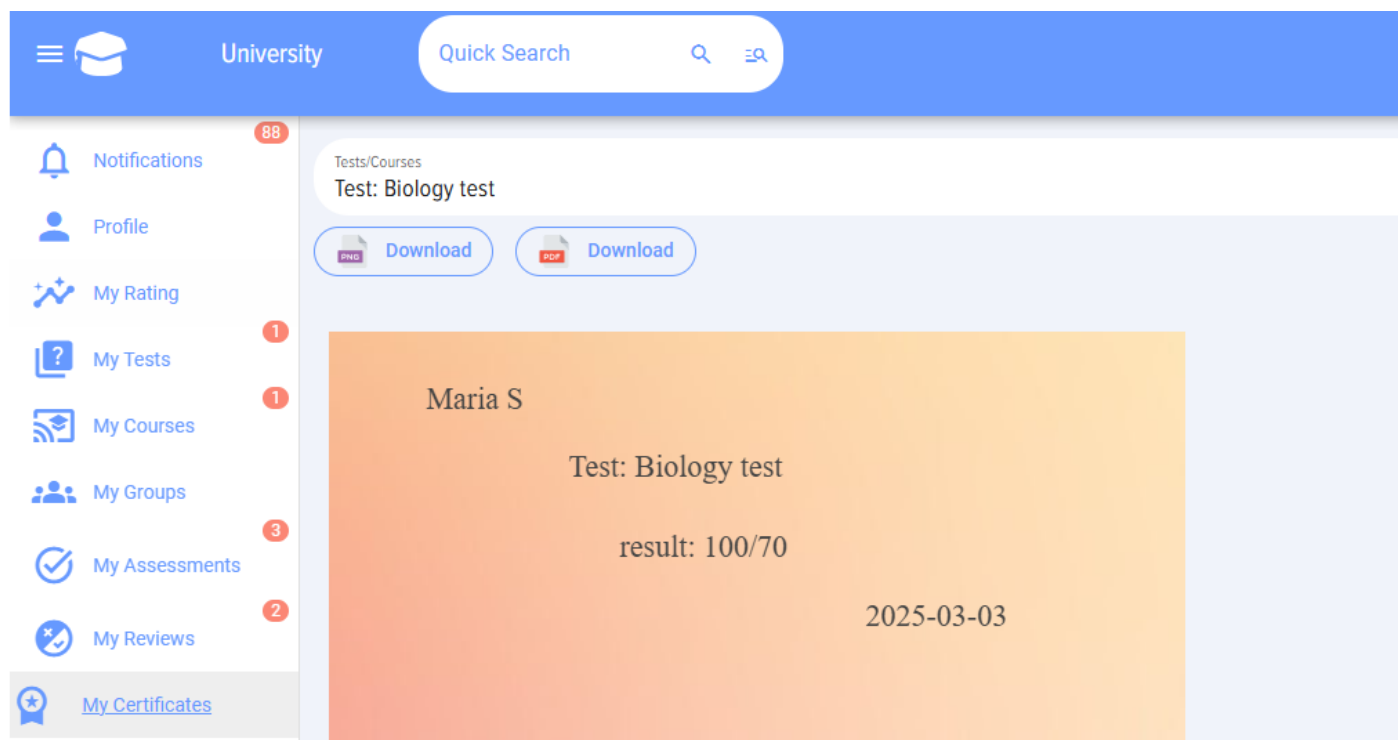 University
Quick Search
88
Notifications
Profile
My Rating
1
My Tests
1
My Courses
My Groups
3
My Assessments
2
My Reviews
My Certificates
Tests/Courses
Test: Biology test
PNG Download
PDF Download
Maria S
Test: Biology test
result: 100/70
2025-03-03